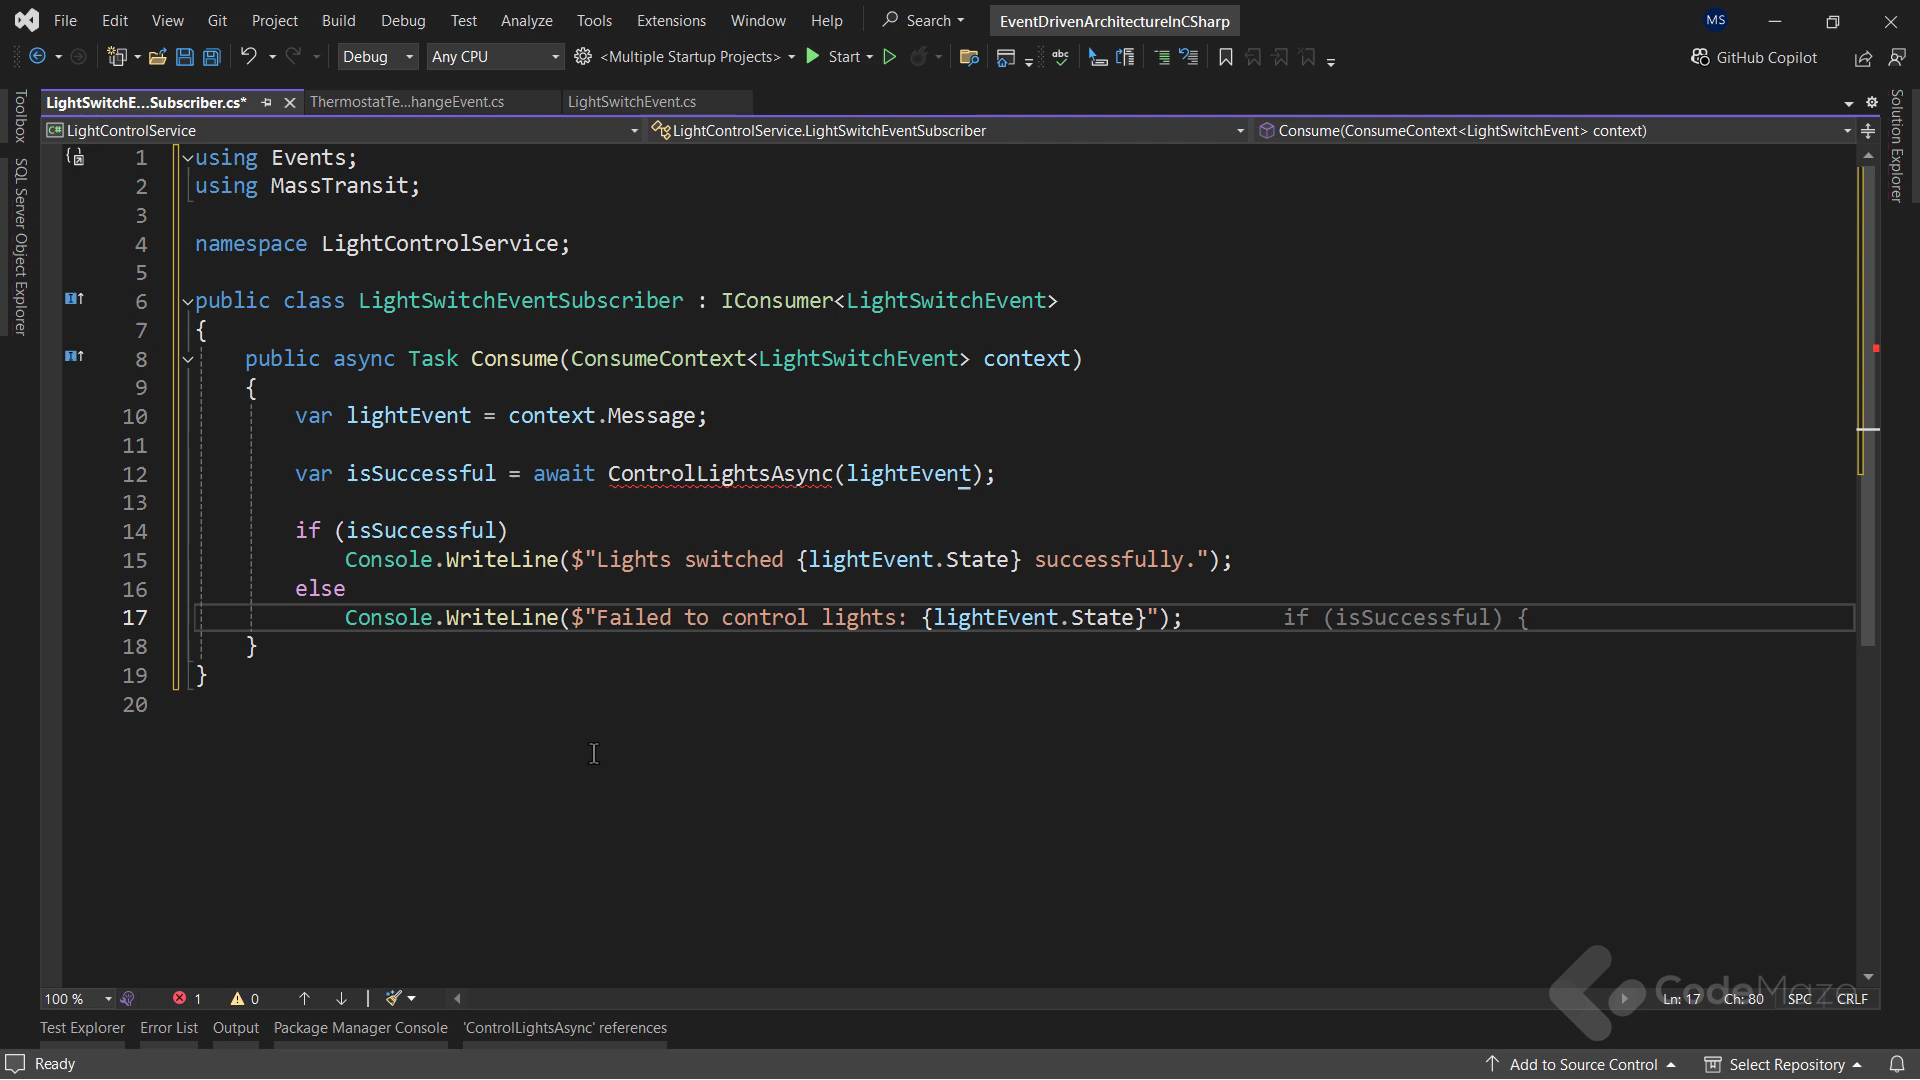 File Edit View Git Project Build Debug Test Analyze Tools Extensions Window Help Search EventDrivenArchitectureInCSharp MS
Debug Any CPU <Multiple Startup Projects> Start abc GitHub Copilot
LightSwitchE...Subscriber.cs* ThermostatTe...hangeEvent.cs LightSwitchEvent.cs
C# LightControlService LightControlService.LightSwitchEventSubscriber Consume(ConsumeContext<LightSwitchEvent> context)
Toolbox
SQL Server Object Explorer
Solution Explorer
1 using Events;
2 using MassTransit;
3
4 namespace LightControlService;
5
6 public class LightSwitchEventSubscriber : IConsumer<LightSwitchEvent>
7 {
8 public async Task Consume(ConsumeContext<LightSwitchEvent> context)
9 {
10 var lightEvent = context.Message;
11
12 var isSuccessful = await ControlLightsAsync(lightEvent);
13
14 if (isSuccessful)
15 Console.WriteLine($"Lights switched {lightEvent.State} successfully.");
16 else
17 Console.WriteLine($"Failed to control lights: {lightEvent.State}"); if (isSuccessful) {
18 }
19 }
20
CodeMaze
100 % 1 0 Ln: 17 Ch: 80 SPC CRLF
Test Explorer Error List Output Package Manager Console 'ControlLightsAsync' references
Ready Add to Source Control Select Repository